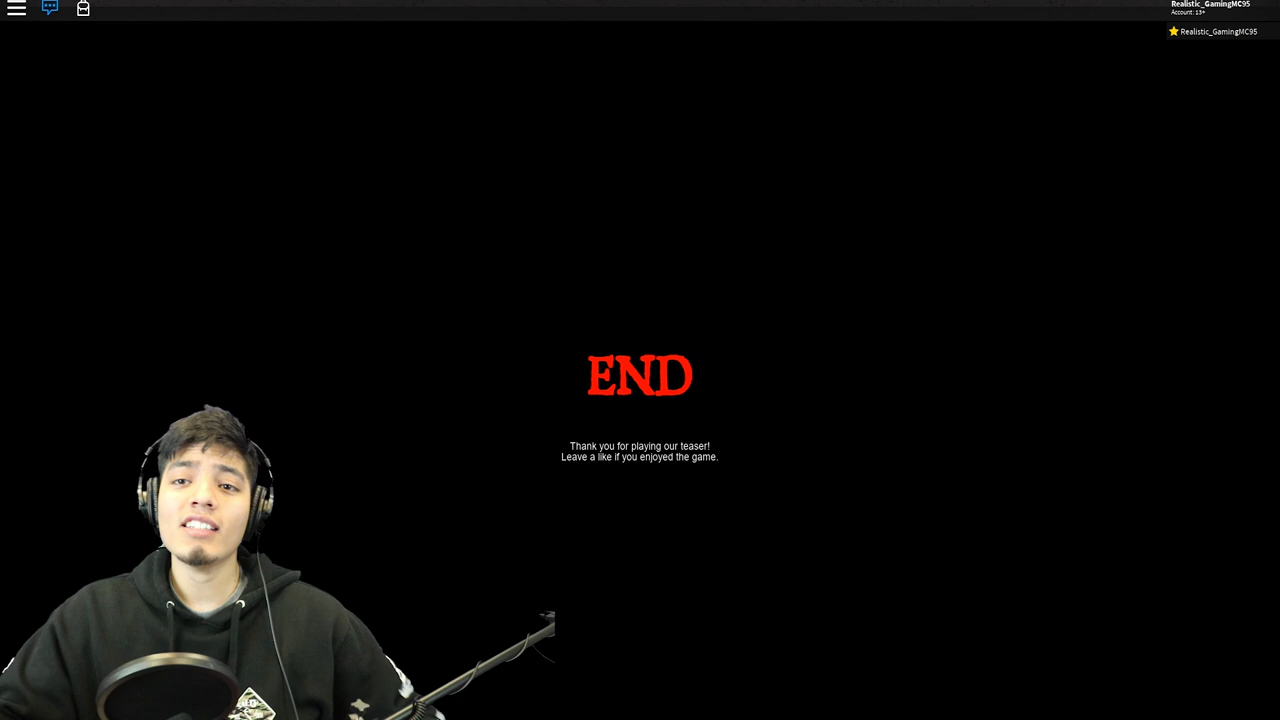 Realistic_GamingMC95
Account: 13+
Realistic_GamingMC95
END
Thank you for playing our teaser!
Leave a like if you enjoyed the game.